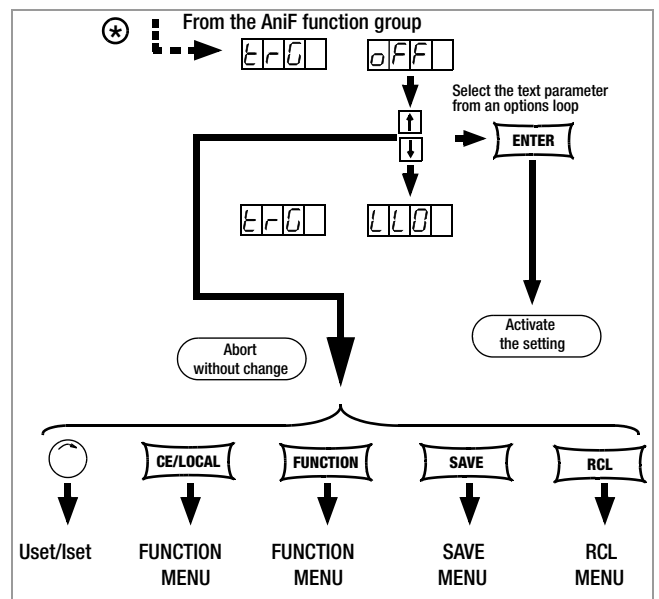 From the AniF function group
trG oFF
Select the text parameter
from an options loop
ENTER
trG LLO
Activate
the setting
Abort
without change
CE/LOCAL FUNCTION SAVE RCL
Uset/Iset FUNCTION FUNCTION SAVE RCL
MENU MENU MENU MENU